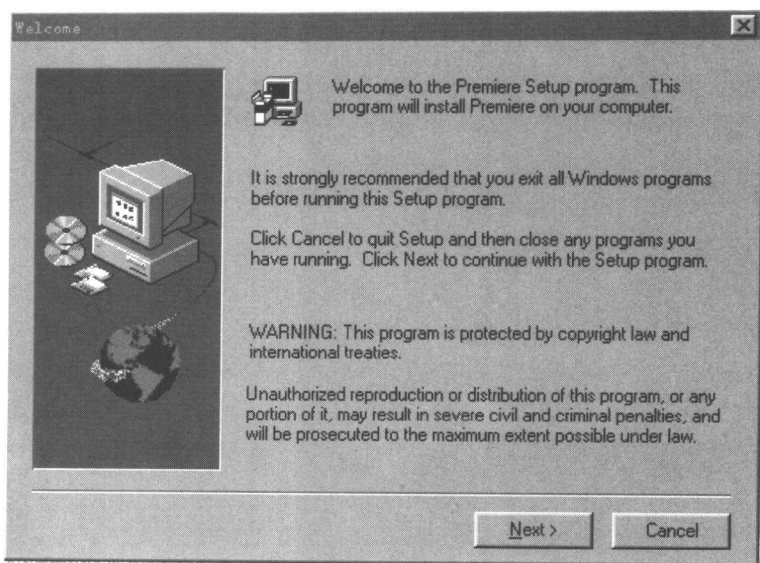 Welcome
Welcome to the Premiere Setup program. This
program will install Premiere on your computer.
It is strongly recommended that you exit all Windows programs
before running this Setup program.
Click Cancel to quit Setup and then close any programs you
have running. Click Next to continue with the Setup program.
WARNING: This program is protected by copyright law and
international treaties.
Unauthorized reproduction or distribution of this program, or any
portion of it, may result in severe civil and criminal penalties, and
will be prosecuted to the maximum extent possible under law.
Next >
Cancel